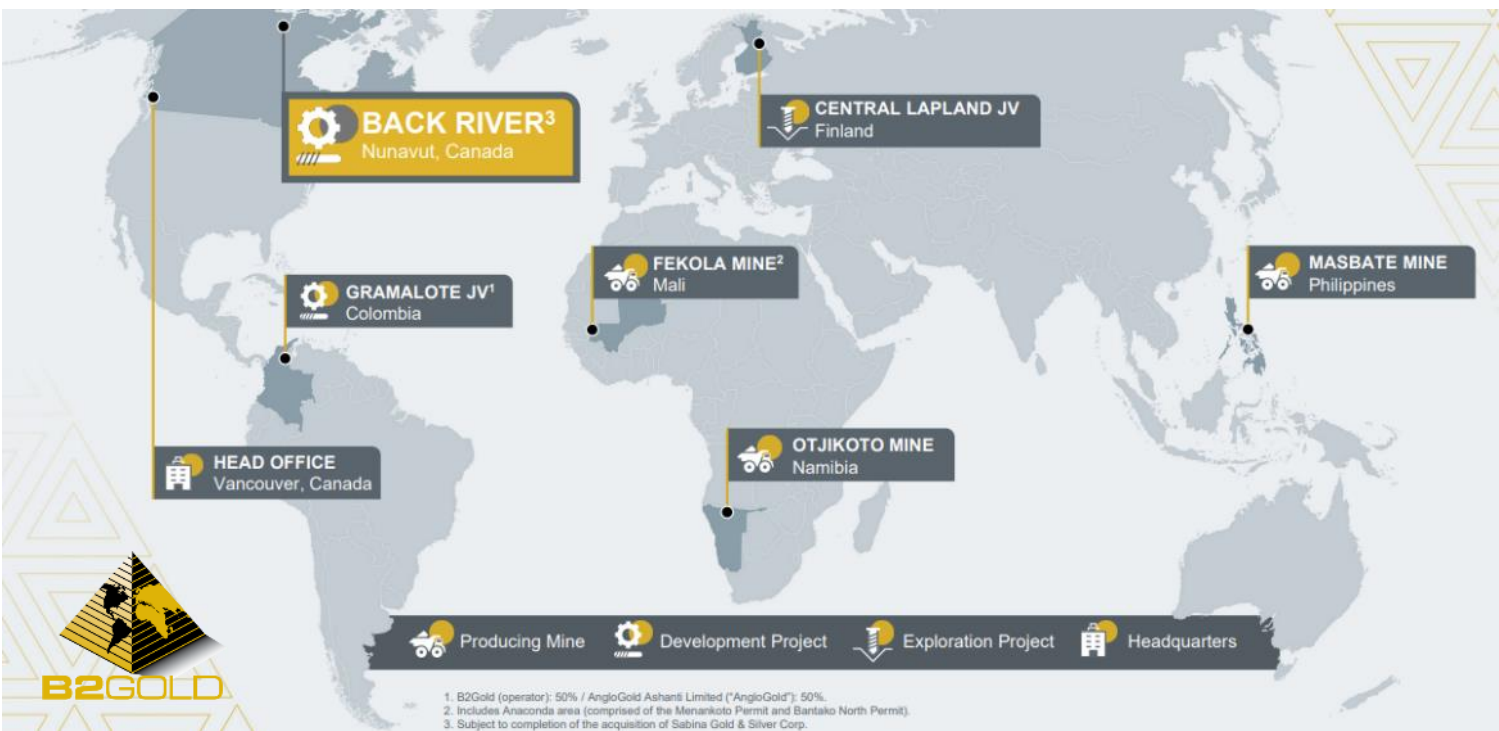 BACK RIVER³
Nunavut, Canada
CENTRAL LAPLAND JV
Finland
GRAMALOTE JV¹
Colombia
FEKOLA MINE²
Mali
MASBATE MINE
Philippines
HEAD OFFICE
Vancouver, Canada
OTJIKOTO MINE
Namibia
Producing Mine
Development Project
Exploration Project
Headquarters
B2GOLD
1. B2Gold (operator): 50% / AngloGold Ashanti Limited ("AngloGold"): 50%.
2. Includes Anaconda area (comprised of the Menankoto Permit and Bantako North Permit).
3. Subject to completion of the acquisition of Sabina Gold & Silver Corp.